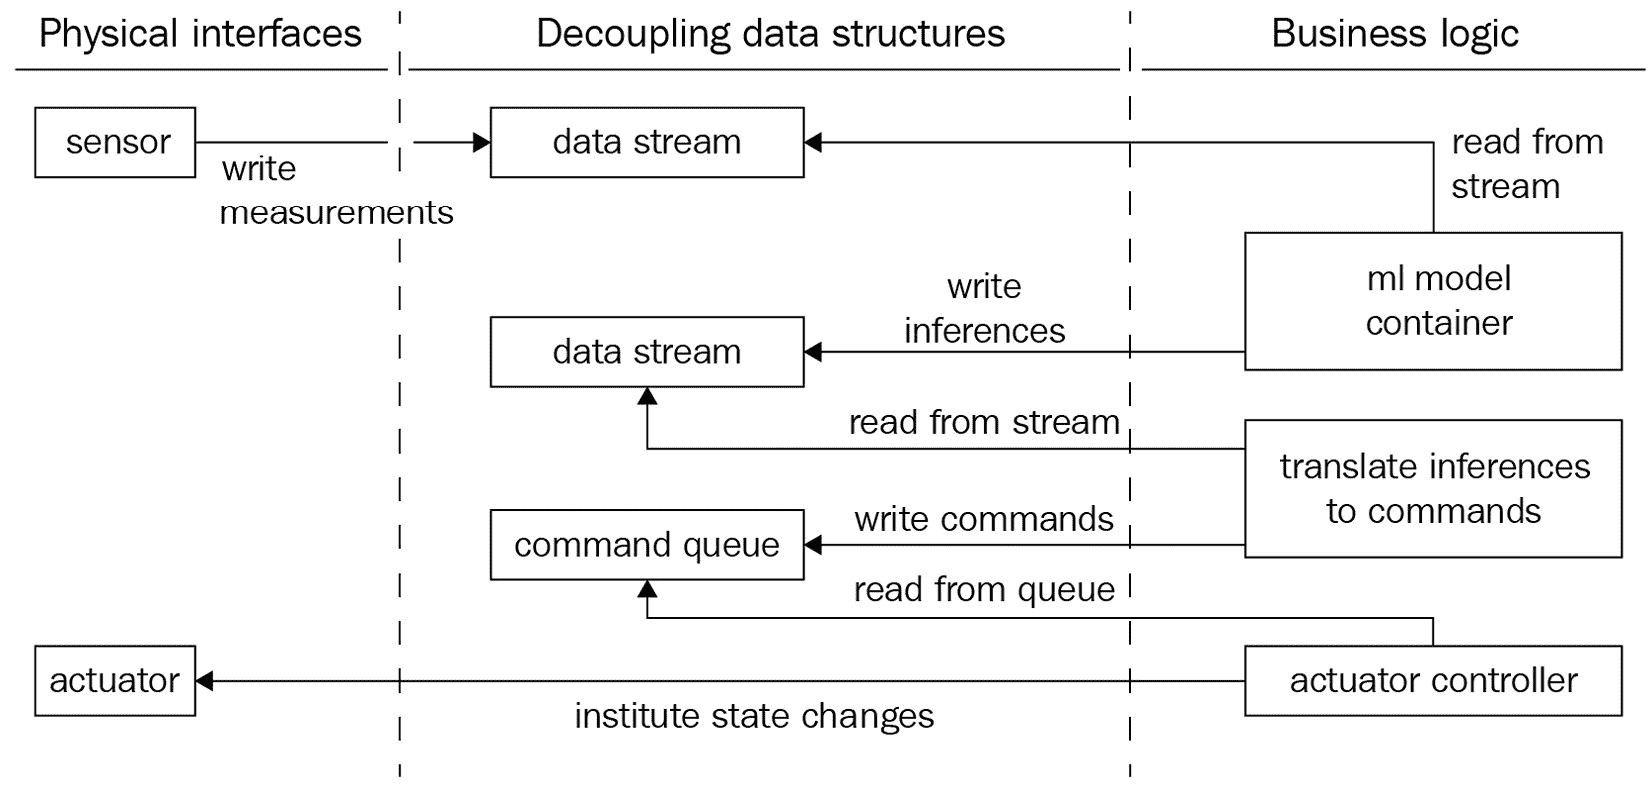 Physical interfaces
Decoupling data structures
Business logic
sensor
write
measurements
data stream
read from
stream
ml model
container
write
inferences
data stream
read from stream
translate inferences
to commands
write commands
command queue
read from queue
actuator
actuator controller
institute state changes